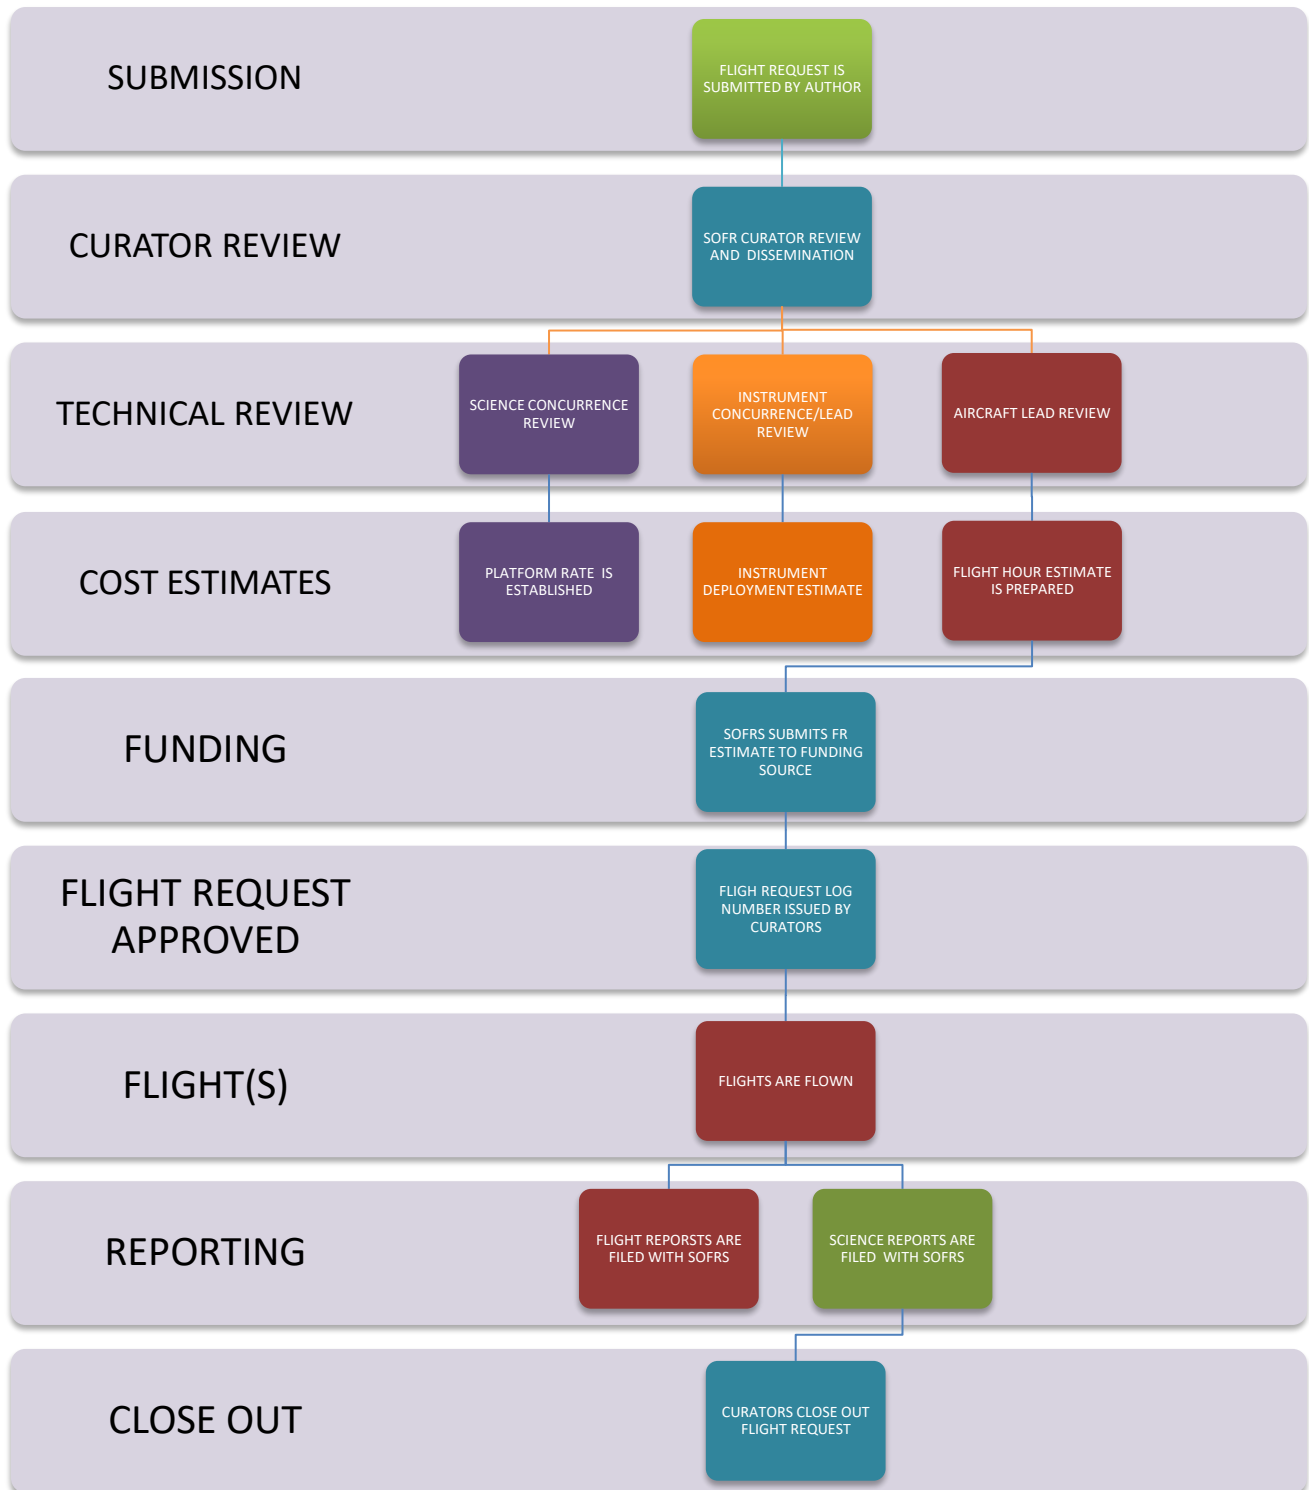 SUBMISSION
FLIGHT REQUEST IS
SUBMITTED BY AUTHOR
CURATOR REVIEW
SOFR CURATOR REVIEW
AND DISSEMINATION
TECHNICAL REVIEW
SCIENCE CONCURRENCE
REVIEW
INSTRUMENT
CONCURRENCE/LEAD
REVIEW
AIRCRAFT LEAD REVIEW
COST ESTIMATES
PLATFORM RATE IS
ESTABLISHED
INSTRUMENT
DEPLOYMENT ESTIMATE
FLIGHT HOUR ESTIMATE
IS PREPARED
FUNDING
SOFRS SUBMITS FR
ESTIMATE TO FUNDING
SOURCE
FLIGHT REQUEST
APPROVED
FLIGH REQUEST LOG
NUMBER ISSUED BY
CURATORS
FLIGHT(S)
FLIGHTS ARE FLOWN
REPORTING
FLIGHT REPORSTS ARE
FILED WITH SOFRS
SCIENCE REPORTS ARE
FILED WITH SOFRS
CLOSE OUT
CURATORS CLOSE OUT
FLIGHT REQUEST